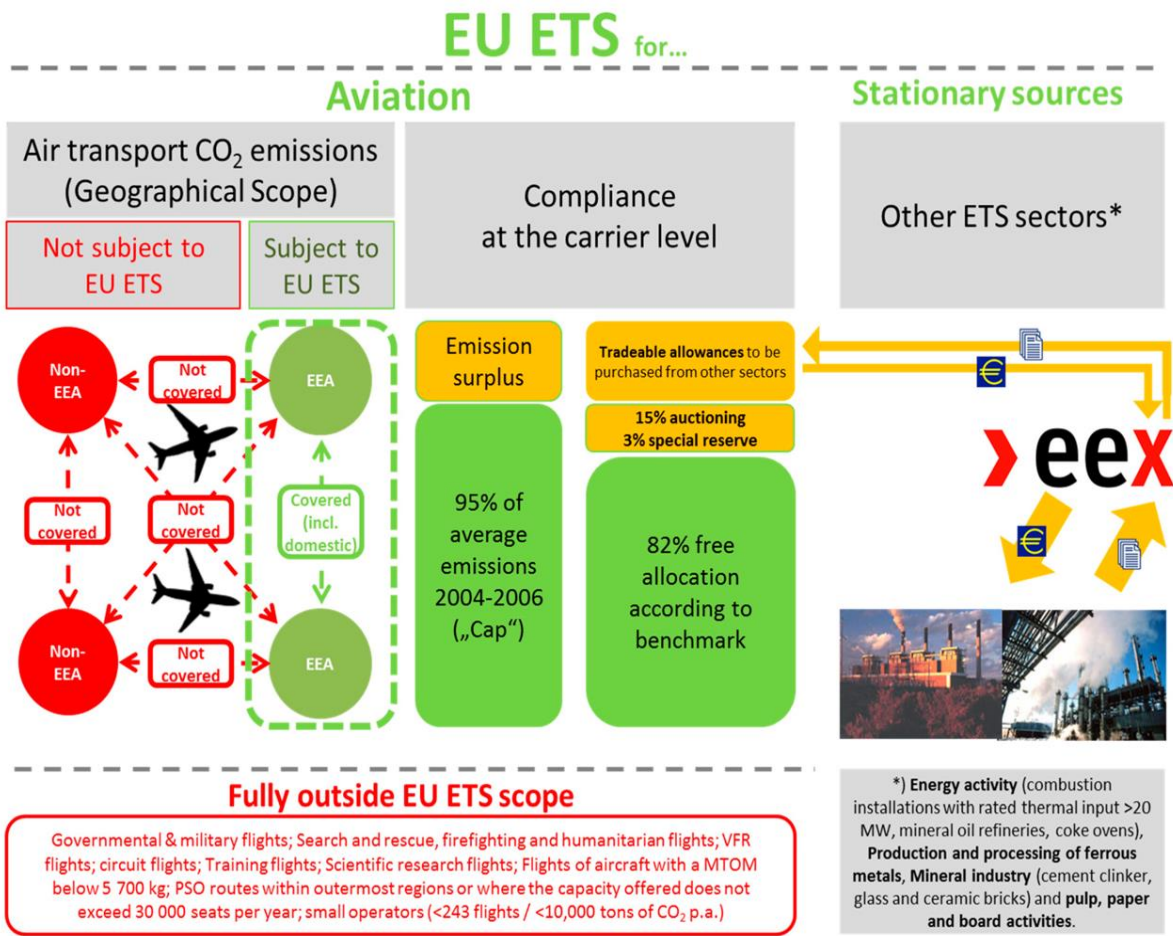 EU ETS for...
Aviation
Stationary sources
Air transport CO₂ emissions
(Geographical Scope)
Not subject to
EU ETS
Subject to
EU ETS
Compliance
at the carrier level
Other ETS sectors*
Non-
EEA
Not
covered
EEA
Not
covered
Not
covered
Covered
(incl.
domestic)
Non-
EEA
Not
covered
EEA
Emission
surplus
95% of
average
emissions
2004-2006
(„Cap“)
Tradeable allowances to be
purchased from other sectors
15% auctioning
3% special reserve
82% free
allocation
according to
benchmark
€
eex
€
Fully outside EU ETS scope
Governmental & military flights; Search and rescue, firefighting and humanitarian flights; VFR
flights; circuit flights; Training flights; Scientific research flights; Flights of aircraft with a MTOM
below 5 700 kg; PSO routes within outermost regions or where the capacity offered does not
exceed 30 000 seats per year; small operators (<243 flights / <10,000 tons of CO₂ p.a.)
*) Energy activity (combustion
installations with rated thermal input >20
MW, mineral oil refineries, coke ovens),
Production and processing of ferrous
metals, Mineral industry (cement clinker,
glass and ceramic bricks) and pulp, paper
and board activities.